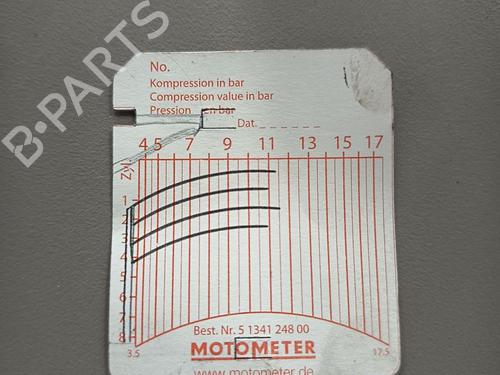 B-PARTS
No.
Kompression in bar
Compression value in bar
Pression en bar
Dat.
4 5 7 9 11 13 15 17
Zyl.
1
2
3
4
5
6
7
8
3.5 17.5
Best. Nr. 5 1341 248 00
MOTOMETER
www.motometer.de